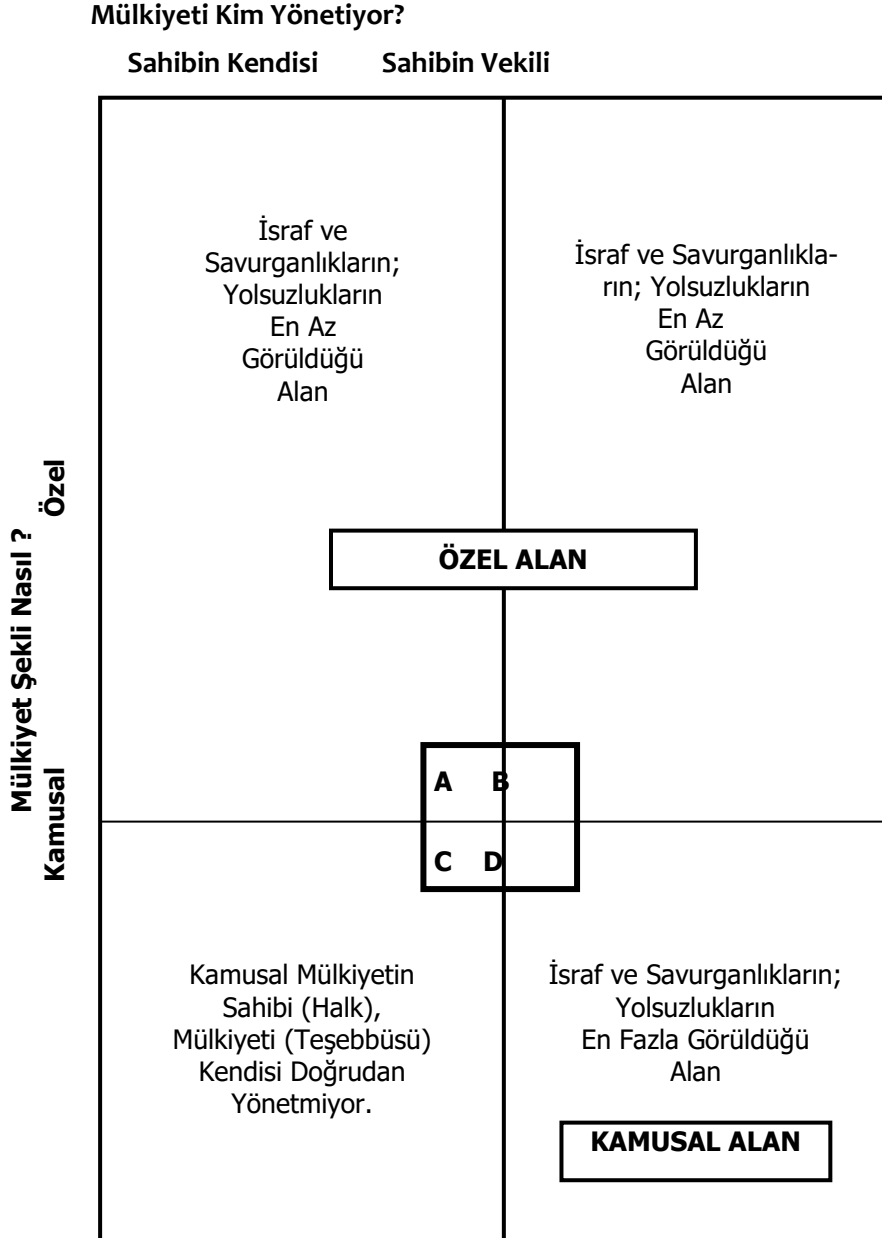 Mülkiyeti Kim Yönetiyor?
Sahibin Kendisi Sahibin Vekili
Mülkiyet Şekli Nasıl ?
Özel
Kamusal
İsraf ve
Savurganlıkların;
Yolsuzlukların
En Az
Görüldüğü
Alan
İsraf ve Savurganlıkla-
rın; Yolsuzlukların
En Az
Görüldüğü
Alan
ÖZEL ALAN
A B
C D
Kamusal Mülkiyetin
Sahibi (Halk),
Mülkiyeti (Teşebbüsü)
Kendisi Doğrudan
Yönetmiyor.
İsraf ve Savurganlıkların;
Yolsuzlukların
En Fazla Görüldüğü
Alan
KAMUSAL ALAN